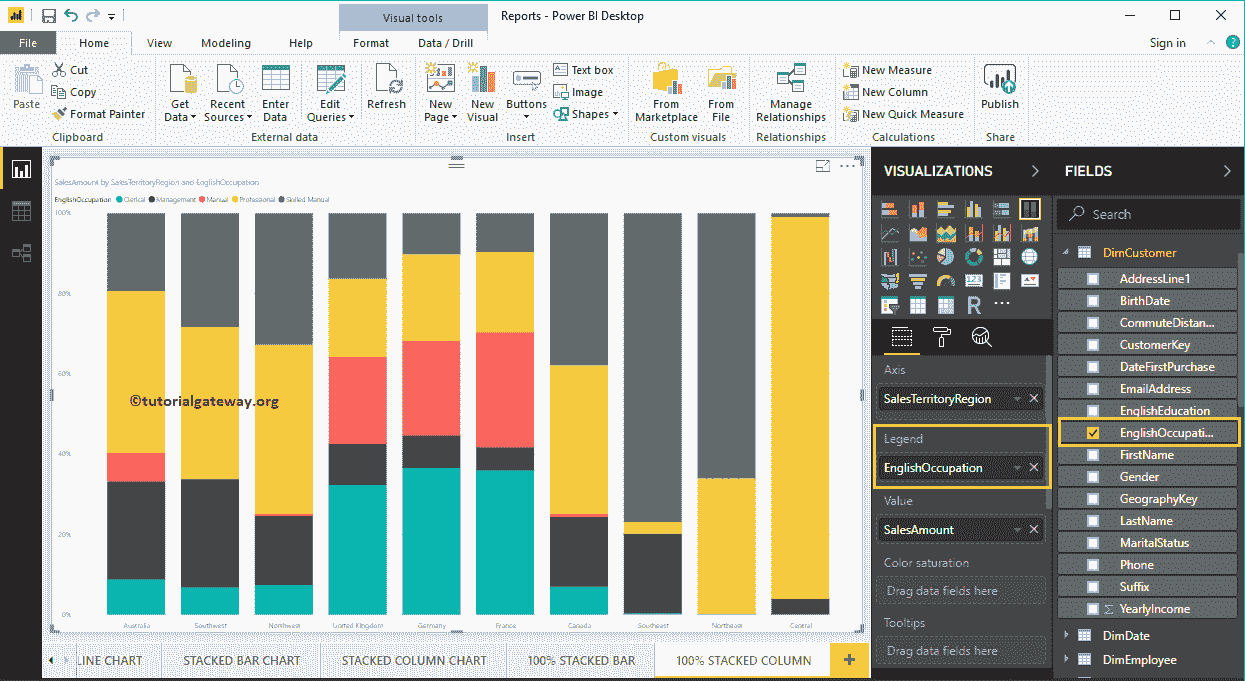 Visual tools
Reports - Power BI Desktop
File
Home
View
Modeling
Help
Format
Data / Drill
Sign in
?
Paste
Cut
Copy
Format Painter
Clipboard
Get Data
Recent Sources
Enter Data
Edit Queries
External data
Refresh
New Page
New Visual
Buttons
Text box
Image
Shapes
Insert
From Marketplace
From File
Custom visuals
Manage Relationships
Relationships
New Measure
New Column
New Quick Measure
Calculations
Publish
Share
SalesAmount by SalesTerritoryRegion and EnglishOccupation
EnglishOccupation Clerical Management Manual Professional Skilled Manual
100%
80%
60%
40%
20%
0%
©tutorialgateway.org
Australia Southwest Northwest United Kingdom Germany France Canada Southeast Northeast Central
LINE CHART
STACKED BAR CHART
STACKED COLUMN CHART
100% STACKED BAR
100% STACKED COLUMN
+
VISUALIZATIONS
R
Axis
SalesTerritoryRegion
Legend
EnglishOccupation
Value
SalesAmount
Color saturation
Drag data fields here
Tooltips
Drag data fields here
FIELDS
Search
DimCustomer
AddressLine1
BirthDate
CommuteDistan...
CustomerKey
DateFirstPurchase
EmailAddress
EnglishEducation
EnglishOccupati...
FirstName
Gender
GeographyKey
LastName
MaritalStatus
Phone
Suffix
Σ YearlyIncome
DimDate
DimEmployee